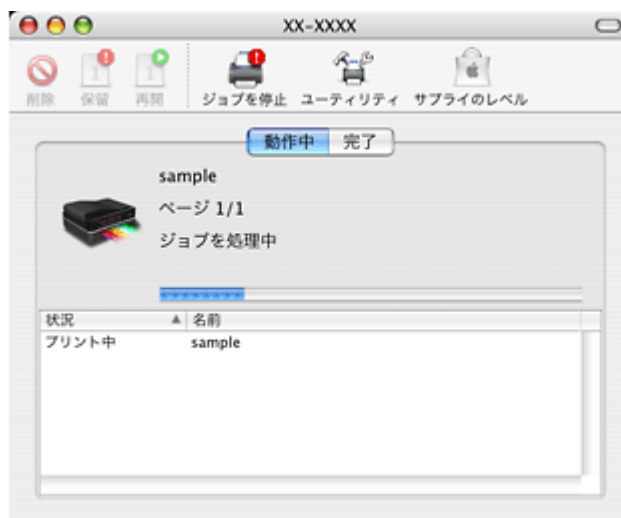 XX-XXXX
削除 保留 再開 ジョブを停止 ユーティリティ サプライのレベル
動作中 完了
sample
ページ 1/1
ジョブを処理中
状況 名前
プリント中 sample